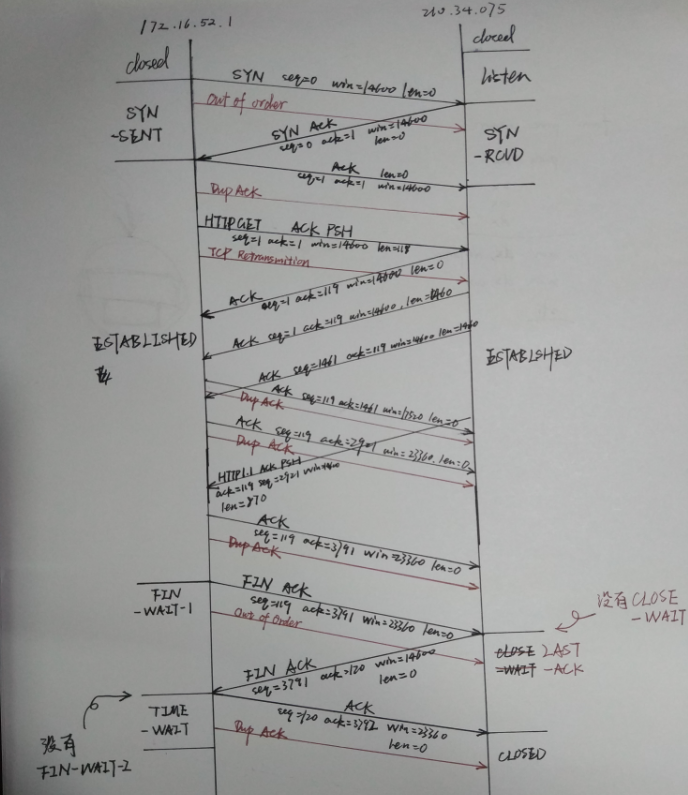 172.16.52.1
210.34.075
closed
closed
SYN seq=0 win=14600 len=0
Listen
Out of order
SYN
-SENT
SYN Ack
seq=0 ack=1 win=14600
len=0
SYN
-RCVD
Ack len=0
seq=1 ack=1 win=14600
Dup Ack
HTTP GET ACK PSH
seq=1 ack=1 win=14600 len=118
TCP Retransmition
ACK seq=1 ack=119 win=14600 len=0
ACK seq=1 ack=119 win=14600, len=1460
ESTABLISHED
ESTABLSHED
ACK seq=1461 ack=119 win=14600 len=1460
ACK seq=119 ack=1461 win=17520 len=0
Dup Ack
ACK seq=119 ack=2921 win=23360, len=0
Dup Ack
HTTP1.1 Ack PSH
ack=119 seq=2921 win=14600
len=870
ACK
seq=119 ack=3791 win=23360 len=0
Dup Ack
FIN
-WAIT-1
FIN ACK
seq=119 ack=3791 win=23360 len=0
Out of Order
没有CLOSE
-WAIT
CLOSE LAST
-WAIT -ACK
FIN ACK
seq=3791 ack=120 win=14600
len=0
TIME
-WAIT
ACK
seq=120 ack=3792 win=23360
len=0
Dup Ack
没有
FIN-WAIT-2
CLOSED